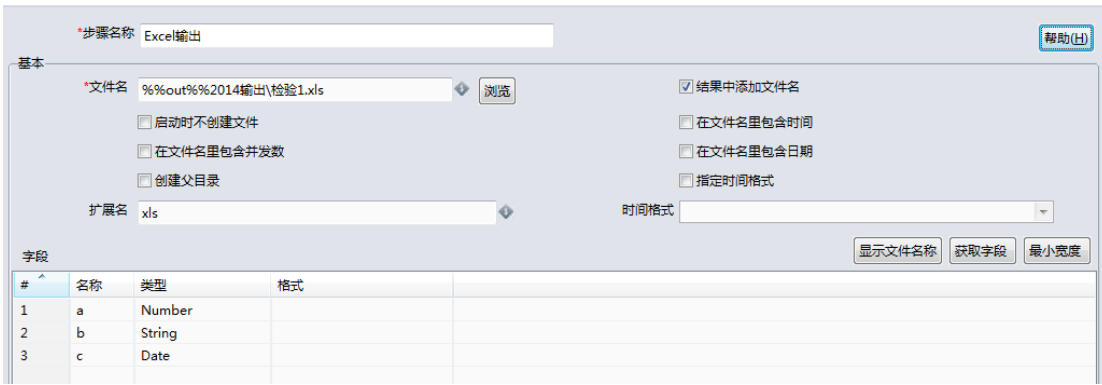 *步骤名称 Excel输出 帮助(H)
基本
*文件名 %%out%%2014输出\检验1.xls 浏览 结果中添加文件名
启动时不创建文件 在文件名里包含时间
在文件名里包含并发数 在文件名里包含日期
创建父目录 指定时间格式
扩展名 xls 时间格式
字段 显示文件名称 获取字段 最小宽度
# 名称 类型 格式
1 a Number
2 b String
3 c Date